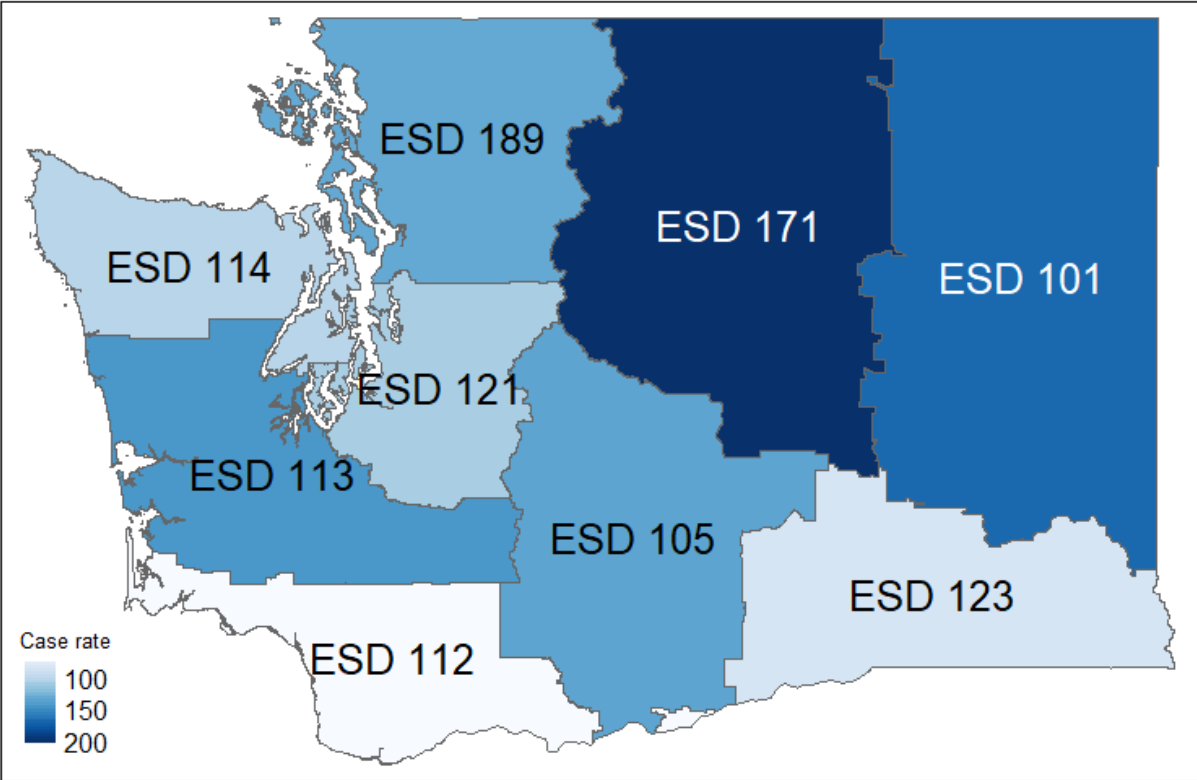 ESD 189
ESD 171
ESD 114
ESD 101
ESD 121
ESD 113
ESD 105
ESD 123
ESD 112
Case rate
100
150
200